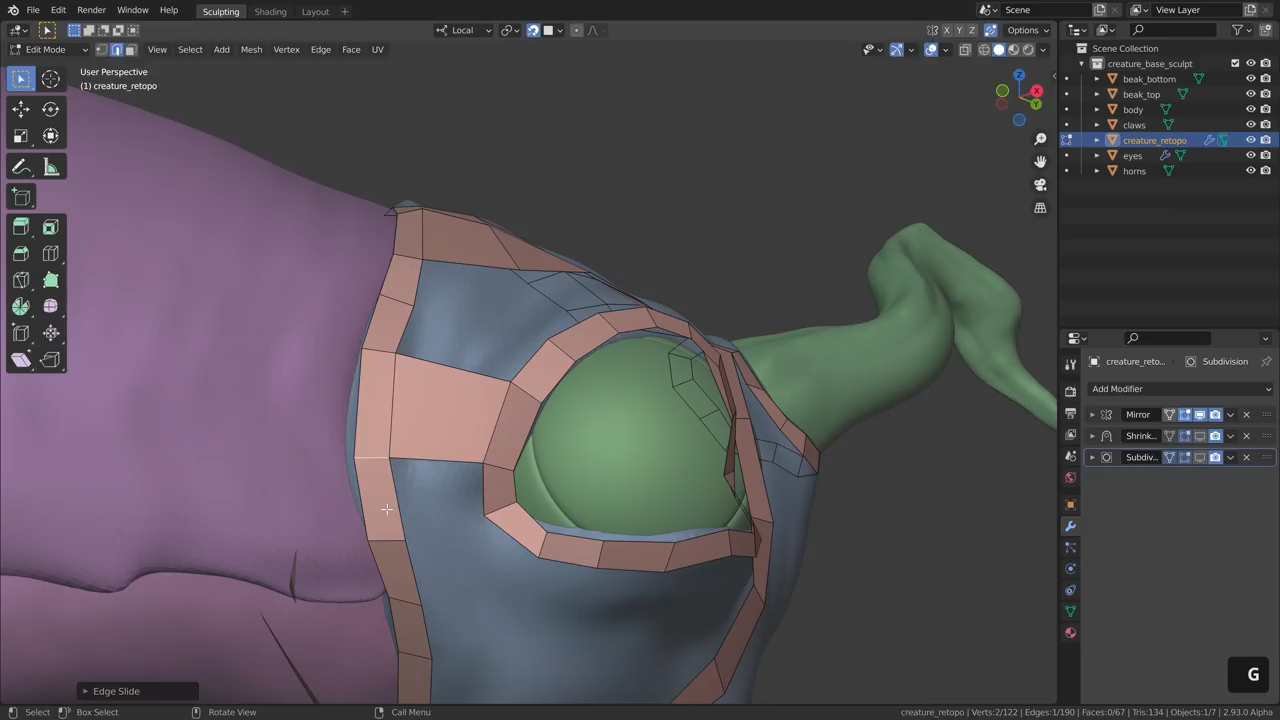 File Edit Render Window Help Sculpting Shading Layout + Scene View Layer
Local Options
Edit Mode View Select Add Mesh Vertex Edge Face UV
X Y Z
User Perspective
(1) creature_retopo
Z
X
Y
Scene Collection
creature_base_sculpt
beak_bottom
beak_top
body
claws
creature_retopo
eyes
horns
creature_reto... Subdivision
Add Modifier
Mirror
Shrink...
Subdiv...
G
Edge Slide
Select Box Select Rotate View Call Menu
creature_retopo | Verts:2/122 | Edges:1/190 | Faces:0/67 | Tris:134 | Objects:1/7 | 2.93.0 Alpha